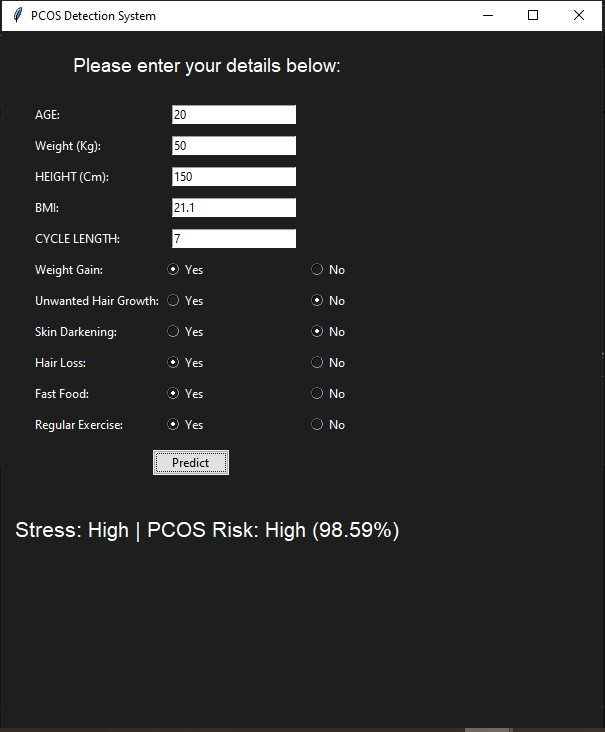 PCOS Detection System
Please enter your details below:
AGE: 20
Weight (Kg): 50
HEIGHT (Cm): 150
BMI: 21.1
CYCLE LENGTH: 7
Weight Gain: Yes No
Unwanted Hair Growth: Yes No
Skin Darkening: Yes No
Hair Loss: Yes No
Fast Food: Yes No
Regular Exercise: Yes No
Predict
Stress: High | PCOS Risk: High (98.59%)